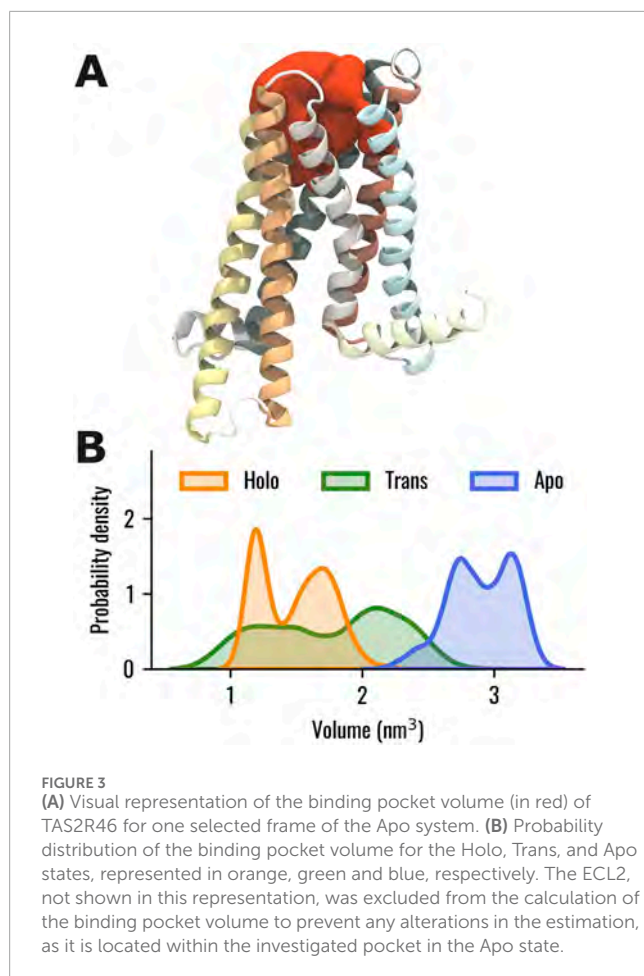 A
B
Holo Trans Apo
Probability density
2
1
0
1 2 3
Volume (nm³)
FIGURE 3
(A) Visual representation of the binding pocket volume (in red) of
TAS2R46 for one selected frame of the Apo system. (B) Probability
distribution of the binding pocket volume for the Holo, Trans, and Apo
states, represented in orange, green and blue, respectively. The ECL2,
not shown in this representation, was excluded from the calculation of
the binding pocket volume to prevent any alterations in the estimation,
as it is located within the investigated pocket in the Apo state.